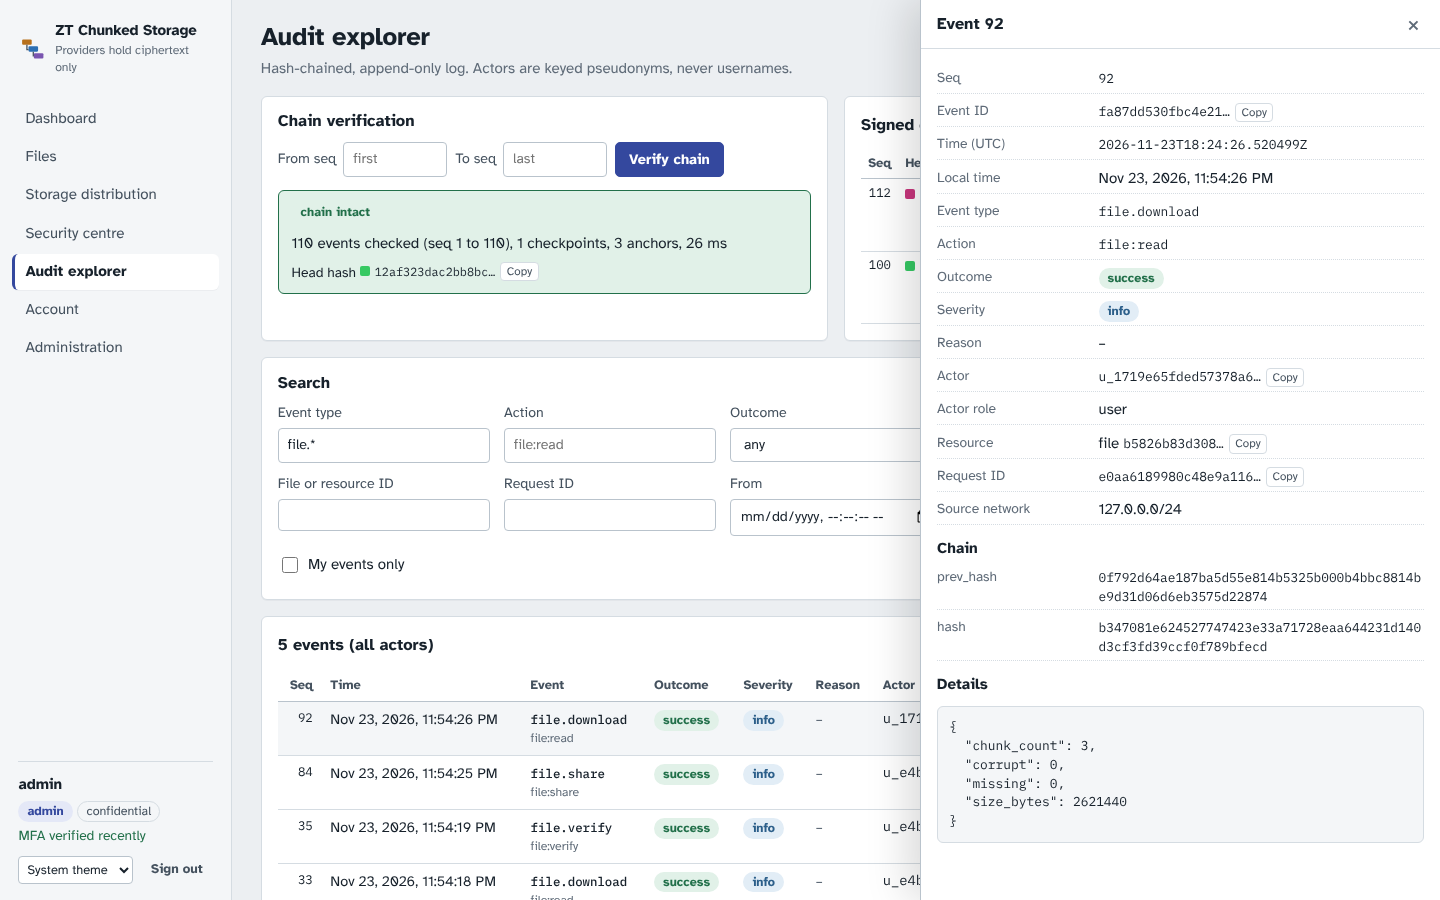 ZT Chunked Storage
Providers hold ciphertext
only
Dashboard
Files
Storage distribution
Security centre
Audit explorer
Account
Administration
admin
admin confidential
MFA verified recently
System theme Sign out
Audit explorer
Hash-chained, append-only log. Actors are keyed pseudonyms, never usernames.
Chain verification
From seq first To seq last Verify chain
chain intact
110 events checked (seq 1 to 110), 1 checkpoints, 3 anchors, 26 ms
Head hash 12af323dac2bb8bc… Copy
Signed
Seq He
112
100
Search
Event type Action Outcome
file.* file:read any
File or resource ID Request ID From
mm/dd/yyyy, --:--:-- --
My events only
5 events (all actors)
Seq Time Event Outcome Severity Reason Actor
92 Nov 23, 2026, 11:54:26 PM file.download success info – u_171
file:read
84 Nov 23, 2026, 11:54:25 PM file.share success info – u_e4b
file:share
35 Nov 23, 2026, 11:54:19 PM file.verify success info – u_e4b
file:verify
33 Nov 23, 2026, 11:54:18 PM file.download success info – u_e4b
file:read
Event 92 ×
Seq 92
Event ID fa87dd530fbc4e21… Copy
Time (UTC) 2026-11-23T18:24:26.520499Z
Local time Nov 23, 2026, 11:54:26 PM
Event type file.download
Action file:read
Outcome success
Severity info
Reason –
Actor u_1719e65fded57378a6… Copy
Actor role user
Resource file b5826b83d308… Copy
Request ID e0aa6189980c48e9a116… Copy
Source network 127.0.0.0/24
Chain
prev_hash 0f792d64ae187ba5d55e814b5325b000b4bbc8814b
e9d31d06d6eb3575d22874
hash b347081e624527747423e33a71728eaa644231d140
d3cf3fd39ccf0f789bfecd
Details
{
"chunk_count": 3,
"corrupt": 0,
"missing": 0,
"size_bytes": 2621440
}